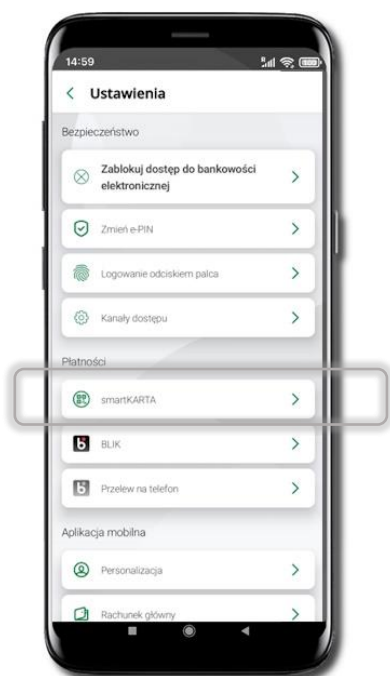 14:59
Ustawienia
Bezpieczeństwo
Zablokuj dostęp do bankowości
elektronicznej
Zmień e-PIN
Logowanie odciskiem palca
Kanały dostępu
Płatności
smartKARTA
BLIK
Przelew na telefon
Aplikacja mobilna
Personalizacja
Rachunek główny